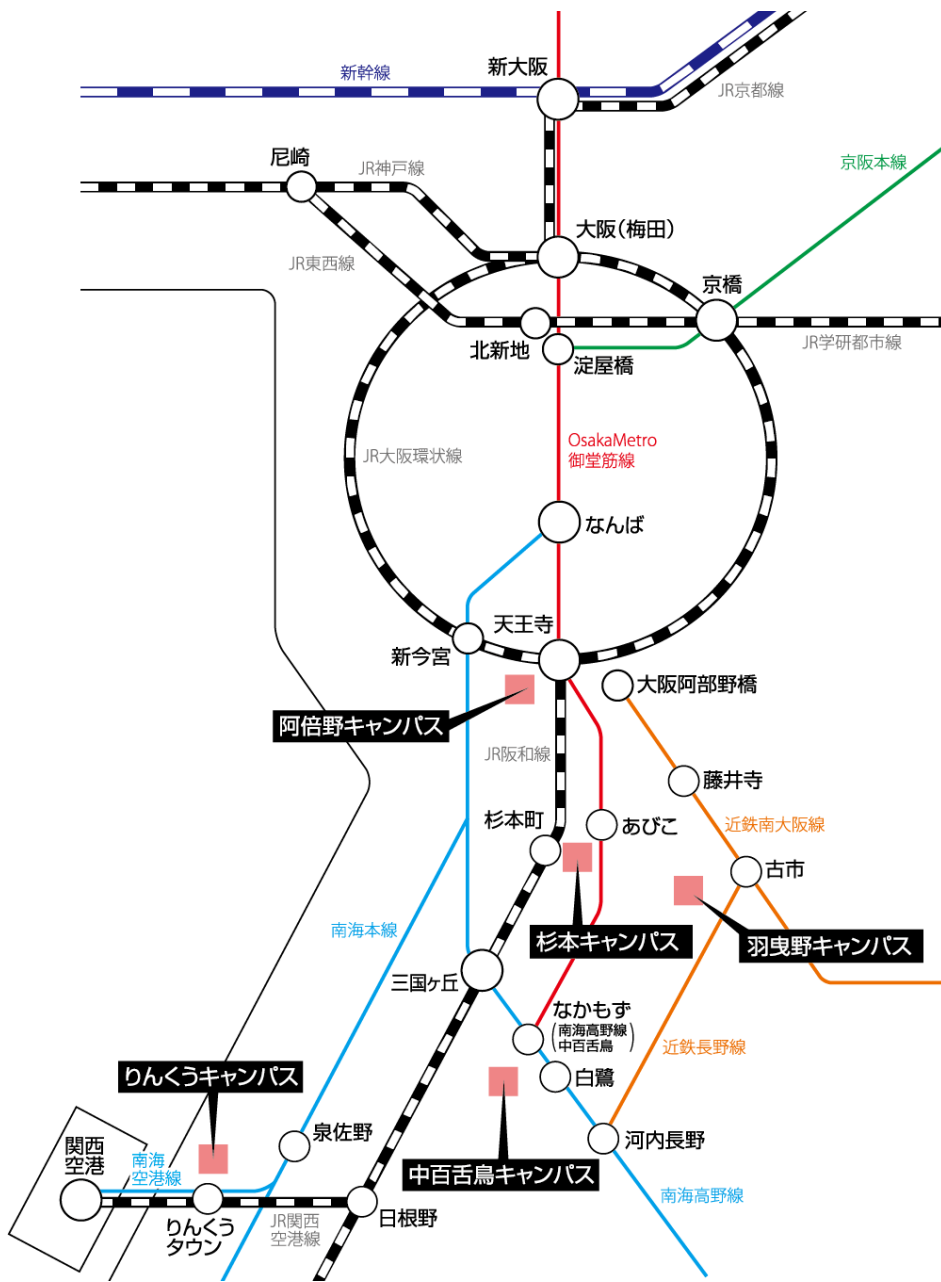 新幹線
新大阪
JR京都線
尼崎
JR神戸線
京阪本線
大阪(梅田)
JR東西線
京橋
北新地
淀屋橋
JR学研都市線
OsakaMetro
御堂筋線
JR大阪環状線
なんば
天王寺
新今宮
大阪阿部野橋
阿倍野キャンパス
JR阪和線
藤井寺
杉本町
あびこ
近鉄南大阪線
古市
南海本線
杉本キャンパス
羽曳野キャンパス
三国ヶ丘
なかもず
(南海高野線
中百舌鳥)
近鉄長野線
りんくうキャンパス
白鷺
関西
空港
南海
空港線
泉佐野
河内長野
中百舌鳥キャンパス
南海高野線
りんくう
タウン
JR関西
空港線
日根野